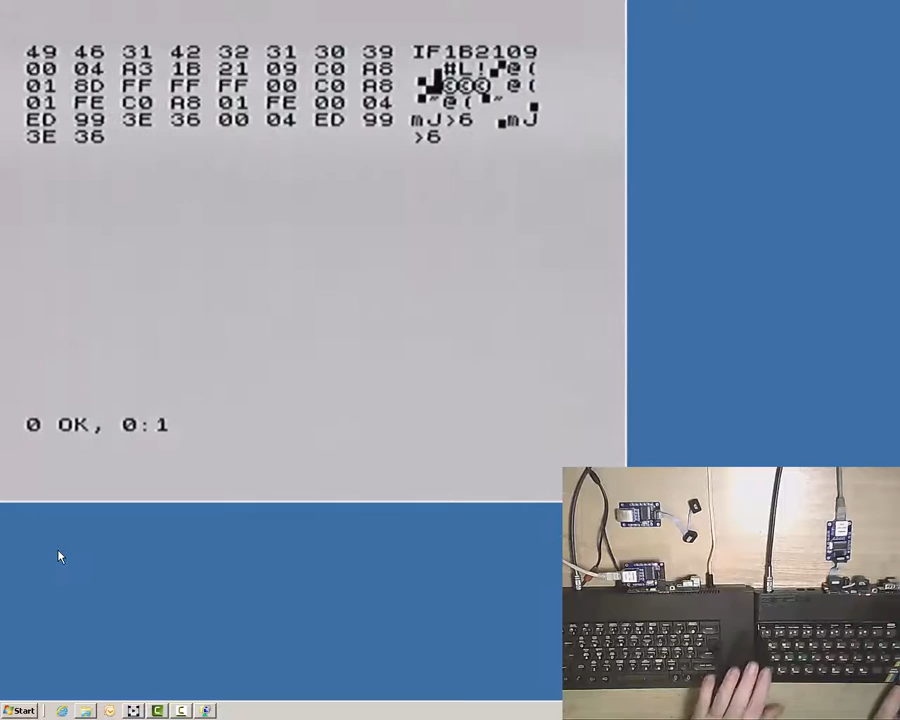 49 46 31 42 32 31 30 39 IF1B2109
00 04 A3 1B 21 09 C0 A8 #L! @(
01 8D FF FF FF 00 C0 A8 ©©© @(
01 FE C0 A8 01 FE 00 04 ~@( ~
ED 99 3E 36 00 04 ED 99 mJ>6 mJ
3E 36 >6
0 OK, 0:1
Start